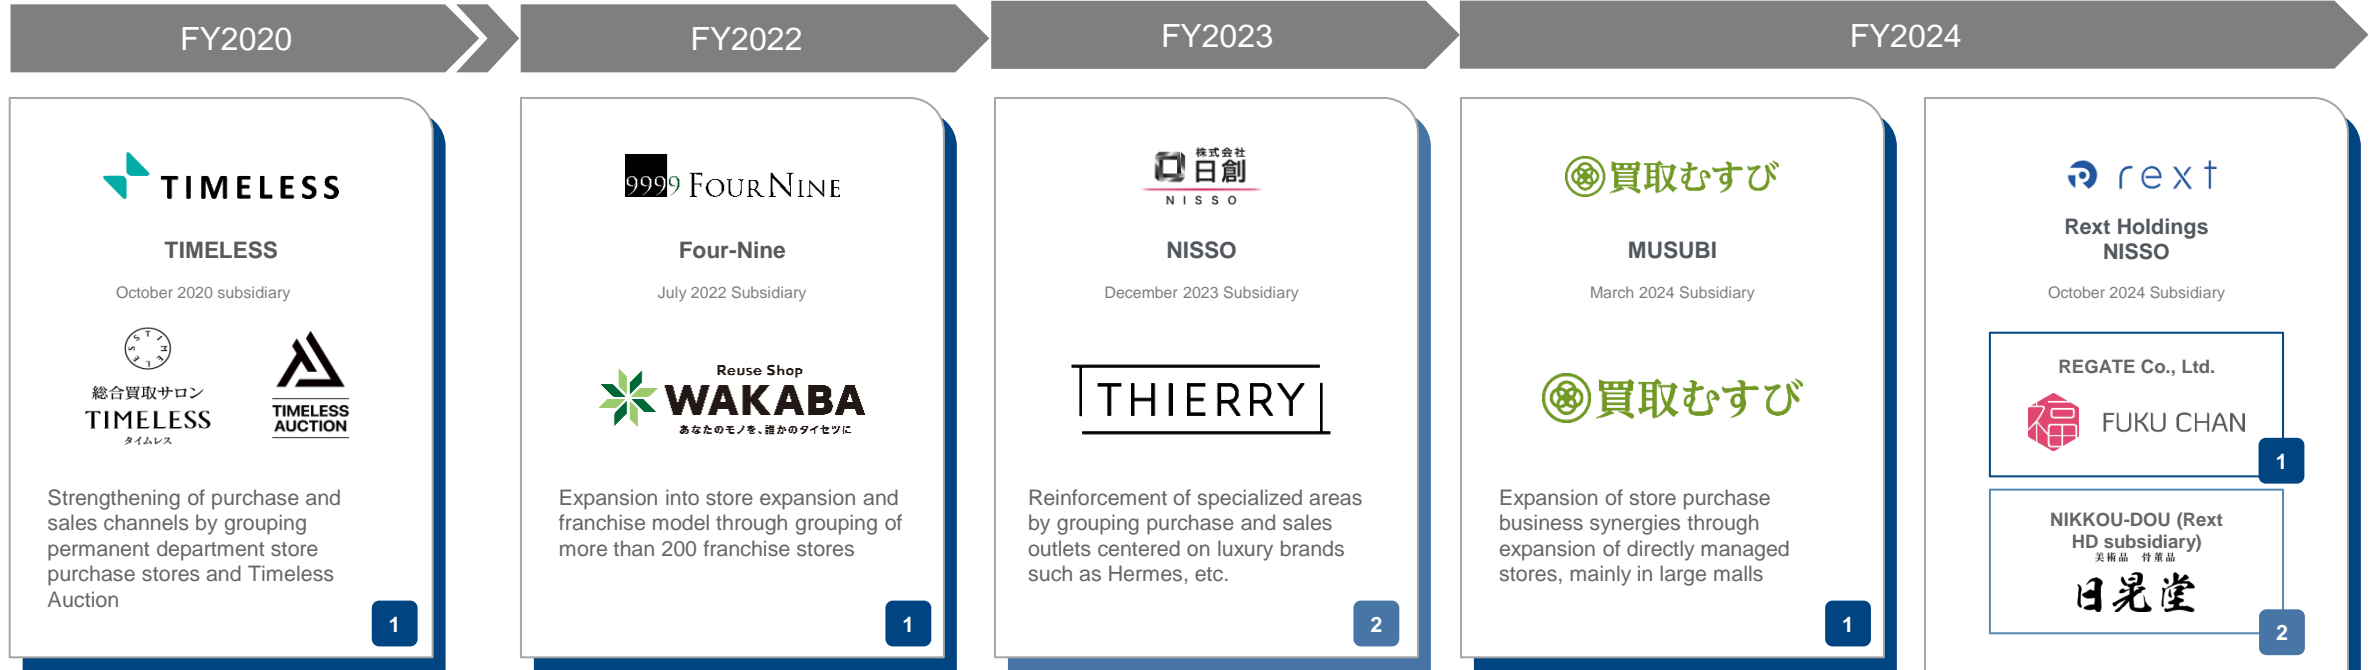 FY2020
FY2022
FY2023
FY2024
TIMELESS
TIMELESS
October 2020 subsidiary
TIMELESS
総合買取サロン
TIMELESS
タイムレス
TIMELESS
AUCTION
Strengthening of purchase and
sales channels by grouping
permanent department store
purchase stores and Timeless
Auction
1
9999 FOUR NINE
Four-Nine
July 2022 Subsidiary
Reuse Shop
WAKABA
あなたのモノを、誰かのタイセツに
Expansion into store expansion and
franchise model through grouping of
more than 200 franchise stores
1
株式会社
日創
NISSO
NISSO
December 2023 Subsidiary
THIERRY
Reinforcement of specialized areas
by grouping purchase and sales
outlets centered on luxury brands
such as Hermes, etc.
2
買取むすび
MUSUBI
March 2024 Subsidiary
買取むすび
Expansion of store purchase
business synergies through
expansion of directly managed
stores, mainly in large malls
1
rext
Rext Holdings
NISSO
October 2024 Subsidiary
REGATE Co., Ltd.
福 FUKU CHAN
1
NIKKOU-DOU (Rext
HD subsidiary)
美術品 骨董品
日晃堂
2